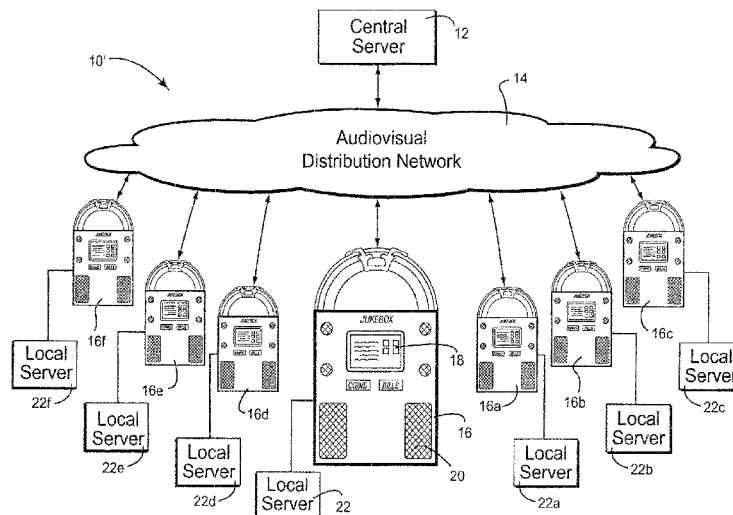 Central
Server
12
10'
14
Audiovisual
Distribution Network
JUKEBOX
16f
16e
16d
JUKEBOX
18
COINS
BILLS
16
20
16a
16b
16c
Local
Server
22f
Local
Server
22e
Local
Server
22d
Local
Server
22
Local
Server
22a
Local
Server
22b
Local
Server
22c